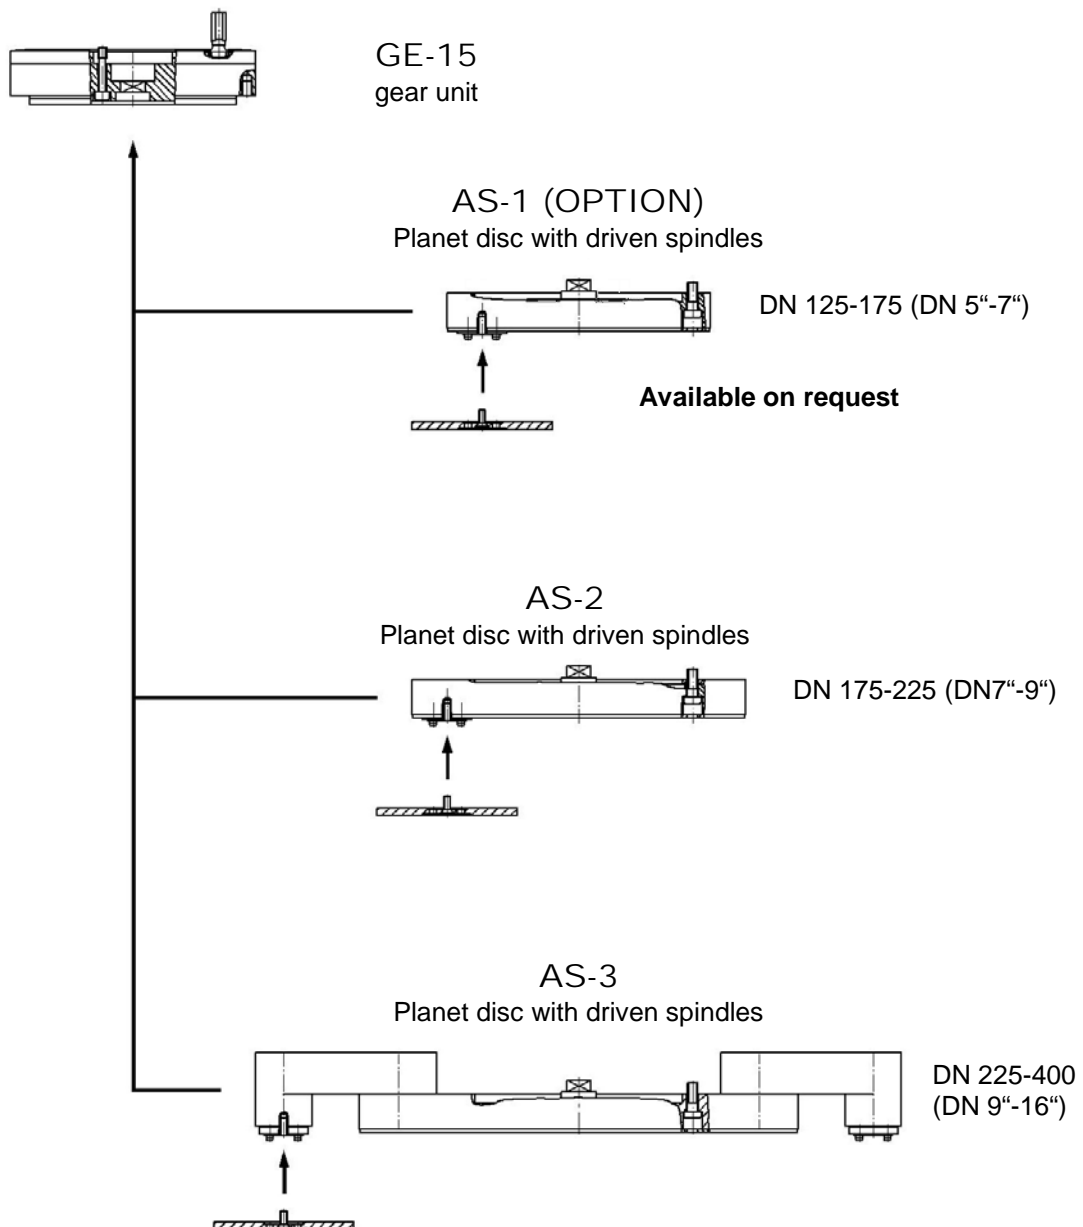 GE-15
gear unit
AS-1 (OPTION)
Planet disc with driven spindles
DN 125-175 (DN 5“-7“)
Available on request
AS-2
Planet disc with driven spindles
DN 175-225 (DN7“-9“)
AS-3
Planet disc with driven spindles
DN 225-400
(DN 9“-16“)